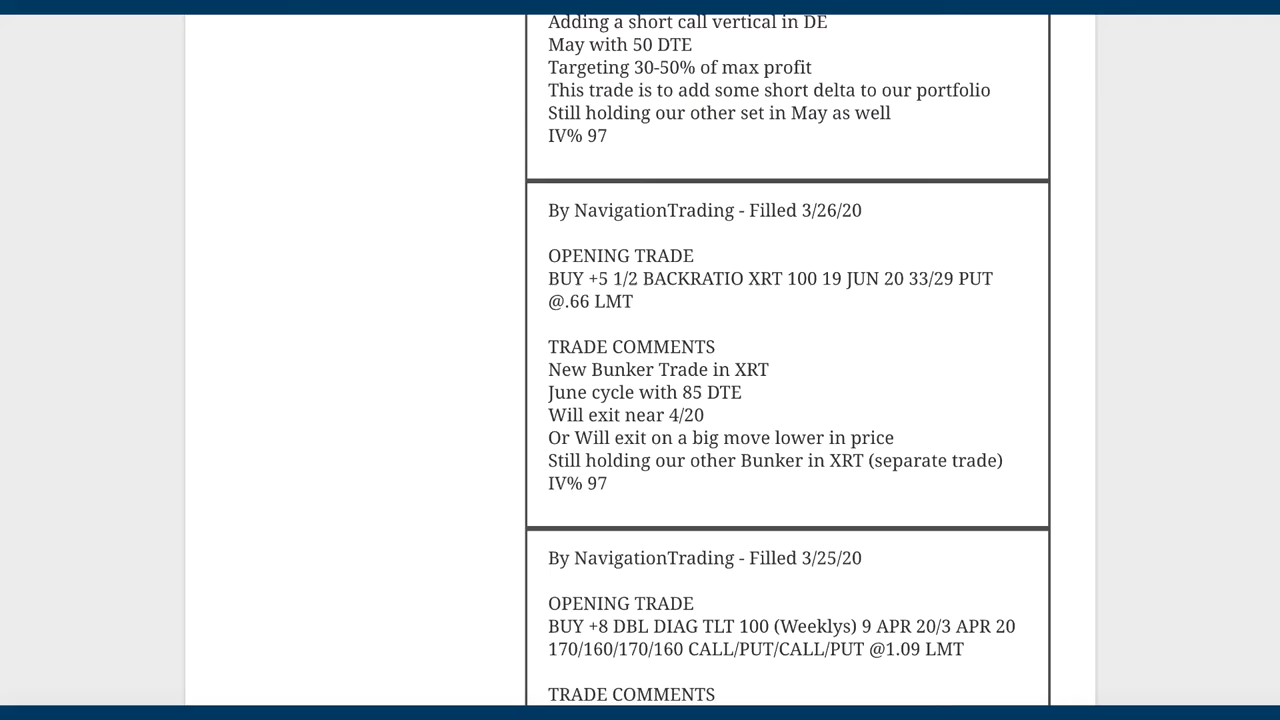 Adding a short call vertical in DE
May with 50 DTE
Targeting 30-50% of max profit
This trade is to add some short delta to our portfolio
Still holding our other set in May as well
IV% 97
By NavigationTrading - Filled 3/26/20
OPENING TRADE
BUY +5 1/2 BACKRATIO XRT 100 19 JUN 20 33/29 PUT
@.66 LMT
TRADE COMMENTS
New Bunker Trade in XRT
June cycle with 85 DTE
Will exit near 4/20
Or Will exit on a big move lower in price
Still holding our other Bunker in XRT (separate trade)
IV% 97
By NavigationTrading - Filled 3/25/20
OPENING TRADE
BUY +8 DBL DIAG TLT 100 (Weeklys) 9 APR 20/3 APR 20
170/160/170/160 CALL/PUT/CALL/PUT @1.09 LMT
TRADE COMMENTS